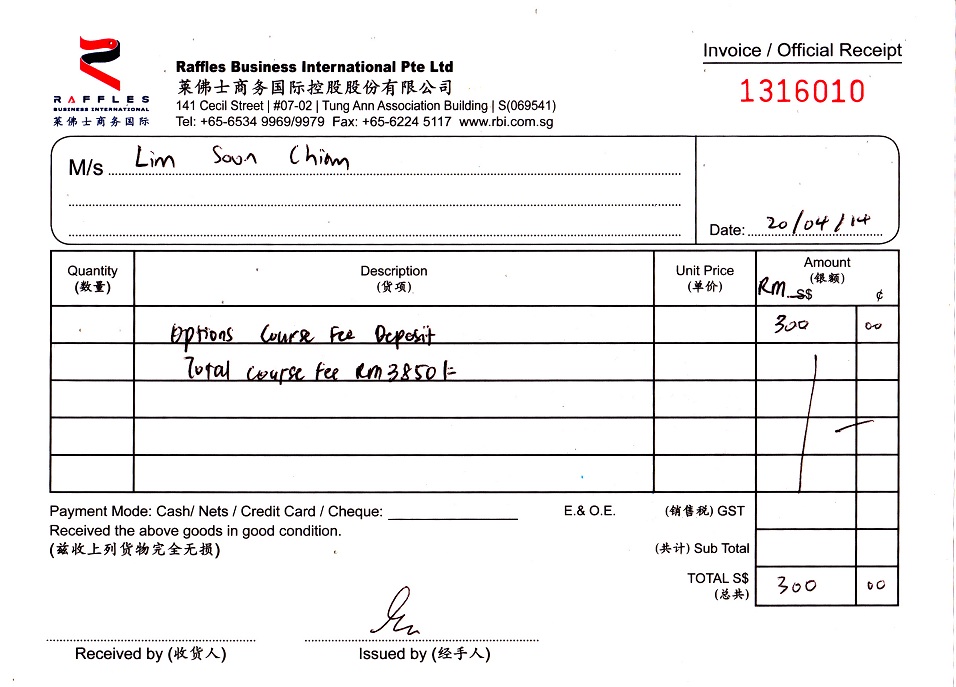 RAFFLES
BUSINESS INTERNATIONAL
莱佛士商务国际
Raffles Business International Pte Ltd
莱佛士商务国际控股股份有限公司
141 Cecil Street | #07-02 | Tung Ann Association Building | S(069541)
Tel: +65-6534 9969/9979 Fax: +65-6224 5117 www.rbi.com.sg
Invoice / Official Receipt
1316010
M/s Lim Soon Chiam
Date: 20/04/14
Quantity
(数量)
Description
(货项)
Unit Price
(单价)
Amount
(银额)
RM S$ ¢
Options Course Fee Deposit 300 00
Total Course Fee RM3850/=
Payment Mode: Cash/ Nets / Credit Card / Cheque:
E.& O.E.
(销售税) GST
Received the above goods in good condition.
(兹收上列货物完全无损)
(共计) Sub Total
TOTAL S$ 300 00
(总共)
Received by (收货人)
Issued by (经手人)